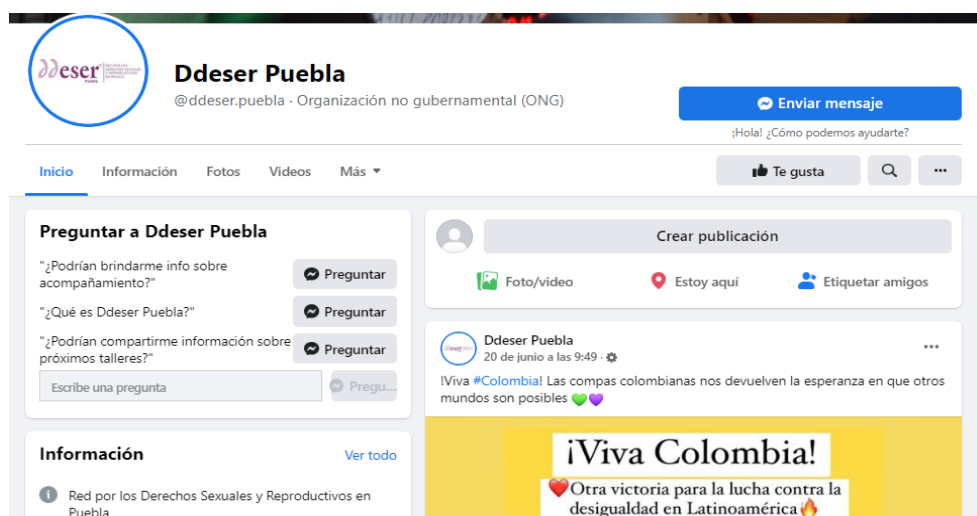 ddeser
Puebla
Ddeser Puebla
@ddeser.puebla · Organización no gubernamental (ONG)
Enviar mensaje
¡Hola! ¿Cómo podemos ayudarte?
Inicio Información Fotos Videos Más
Te gusta
Preguntar a Ddeser Puebla
"¿Podrían brindarme info sobre
acompañamiento?"
Preguntar
"¿Qué es Ddeser Puebla?"
Preguntar
"¿Podrían compartirme información sobre
próximos talleres?"
Preguntar
Escribe una pregunta
Pregu...
Información
Ver todo
Red por los Derechos Sexuales y Reproductivos en
Puebla
Crear publicación
Foto/video Estoy aquí Etiquetar amigos
Ddeser Puebla
20 de junio a las 9:49 ·
!Viva #Colombia! Las compas colombianas nos devuelven la esperanza en que otros
mundos son posibles 💚💜
¡Viva Colombia!
❤️Otra victoria para la lucha contra la
desigualdad en Latinoamérica🔥